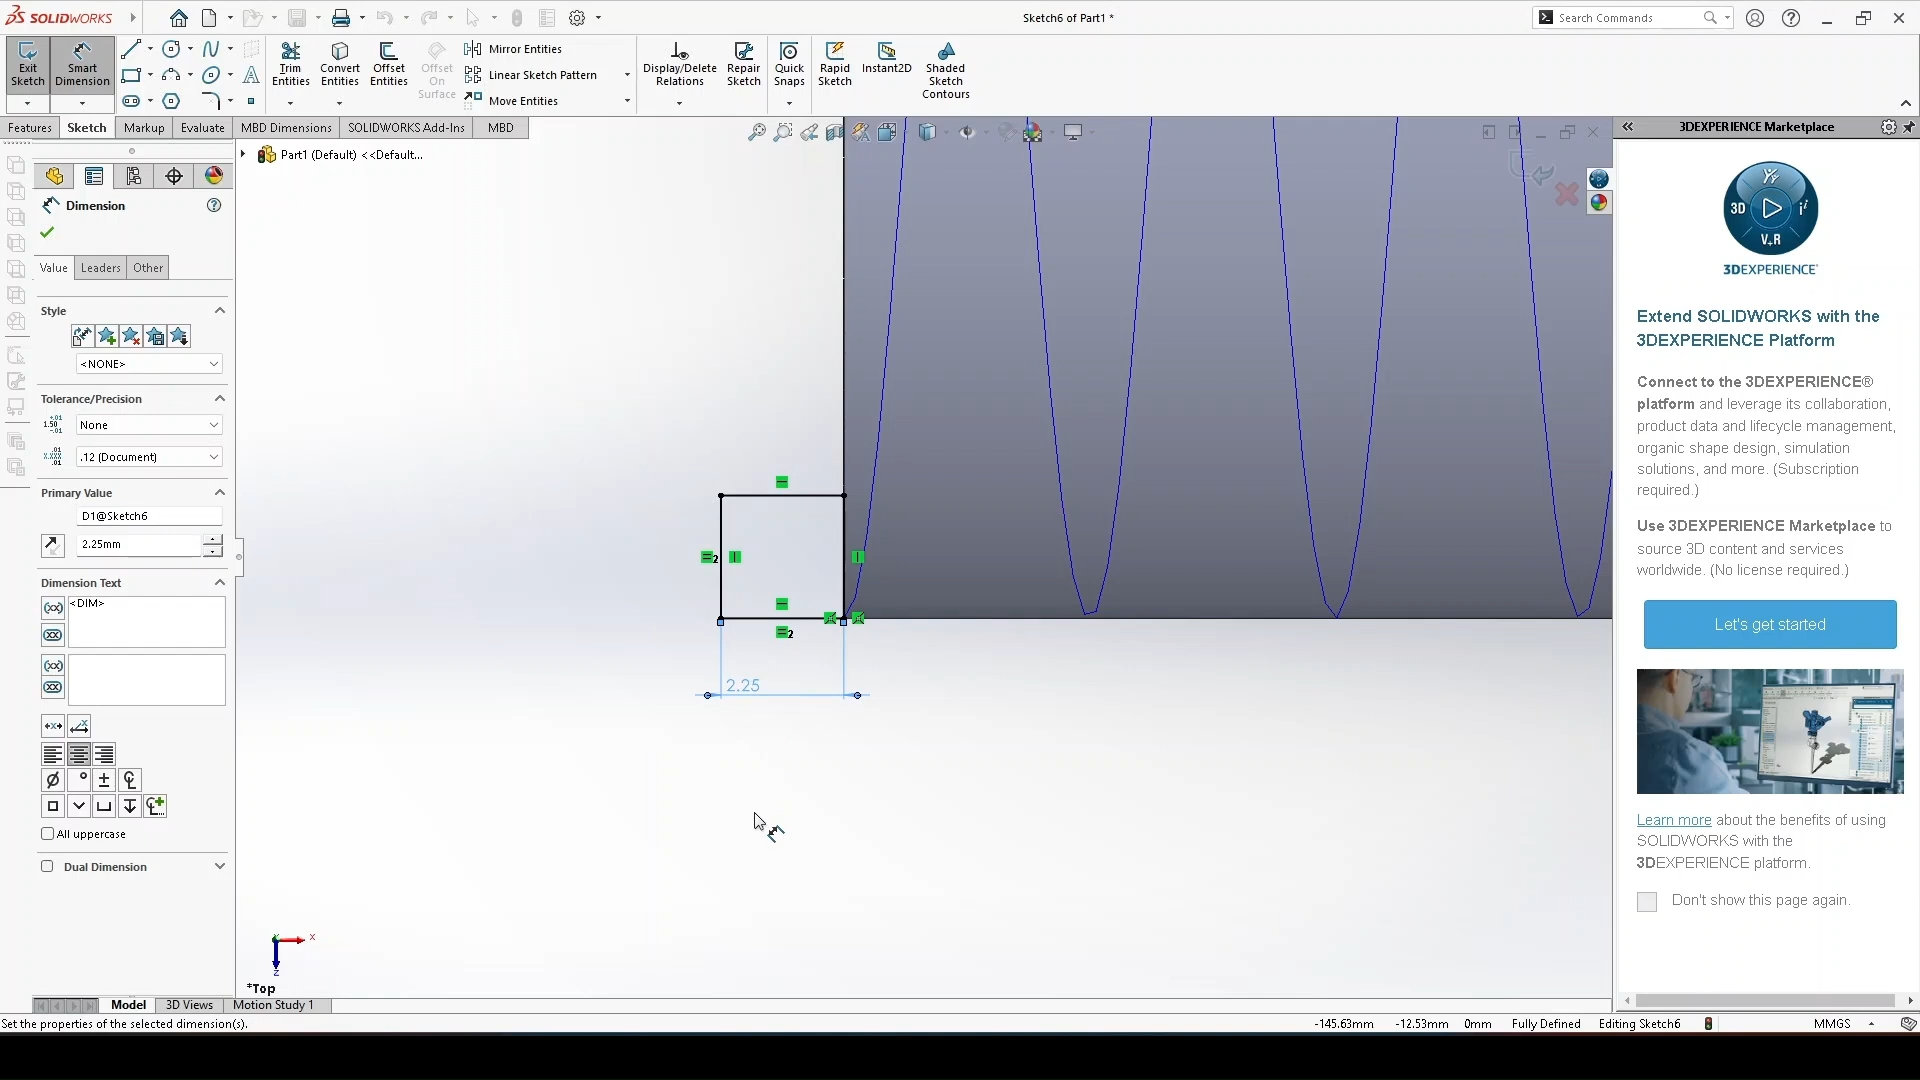 SOLIDWORKS
Sketch6 of Part1 *
Search Commands
Exit Sketch
Smart Dimension
Trim Entities
Convert Entities
Offset Entities
Offset On Surface
Mirror Entities
Linear Sketch Pattern
Move Entities
Display/Delete Relations
Repair Sketch
Quick Snaps
Rapid Sketch
Instant2D
Shaded Sketch Contours
Features
Sketch
Markup
Evaluate
MBD Dimensions
SOLIDWORKS Add-Ins
MBD
Part1 (Default) <<Default...
Dimension
Value
Leaders
Other
Style
<NONE>
Tolerance/Precision
None
.12 (Document)
Primary Value
D1@Sketch6
2.25mm
Dimension Text
<DIM>
All uppercase
Dual Dimension
2
2
2.25
X
Z
*Top
Model
3D Views
Motion Study 1
Set the properties of the selected dimension(s).
-145.63mm
-12.53mm
0mm
Fully Defined
Editing Sketch6
MMGS
3DEXPERIENCE Marketplace
3D
V,R
3DEXPERIENCE
Extend SOLIDWORKS with the
3DEXPERIENCE Platform
Connect to the 3DEXPERIENCE®
platform and leverage its collaboration,
product data and lifecycle management,
organic shape design, simulation
solutions, and more. (Subscription
required.)
Use 3DEXPERIENCE Marketplace to
source 3D content and services
worldwide. (No license required.)
Let's get started
Learn more about the benefits of using
SOLIDWORKS with the
3DEXPERIENCE platform.
Don't show this page again.